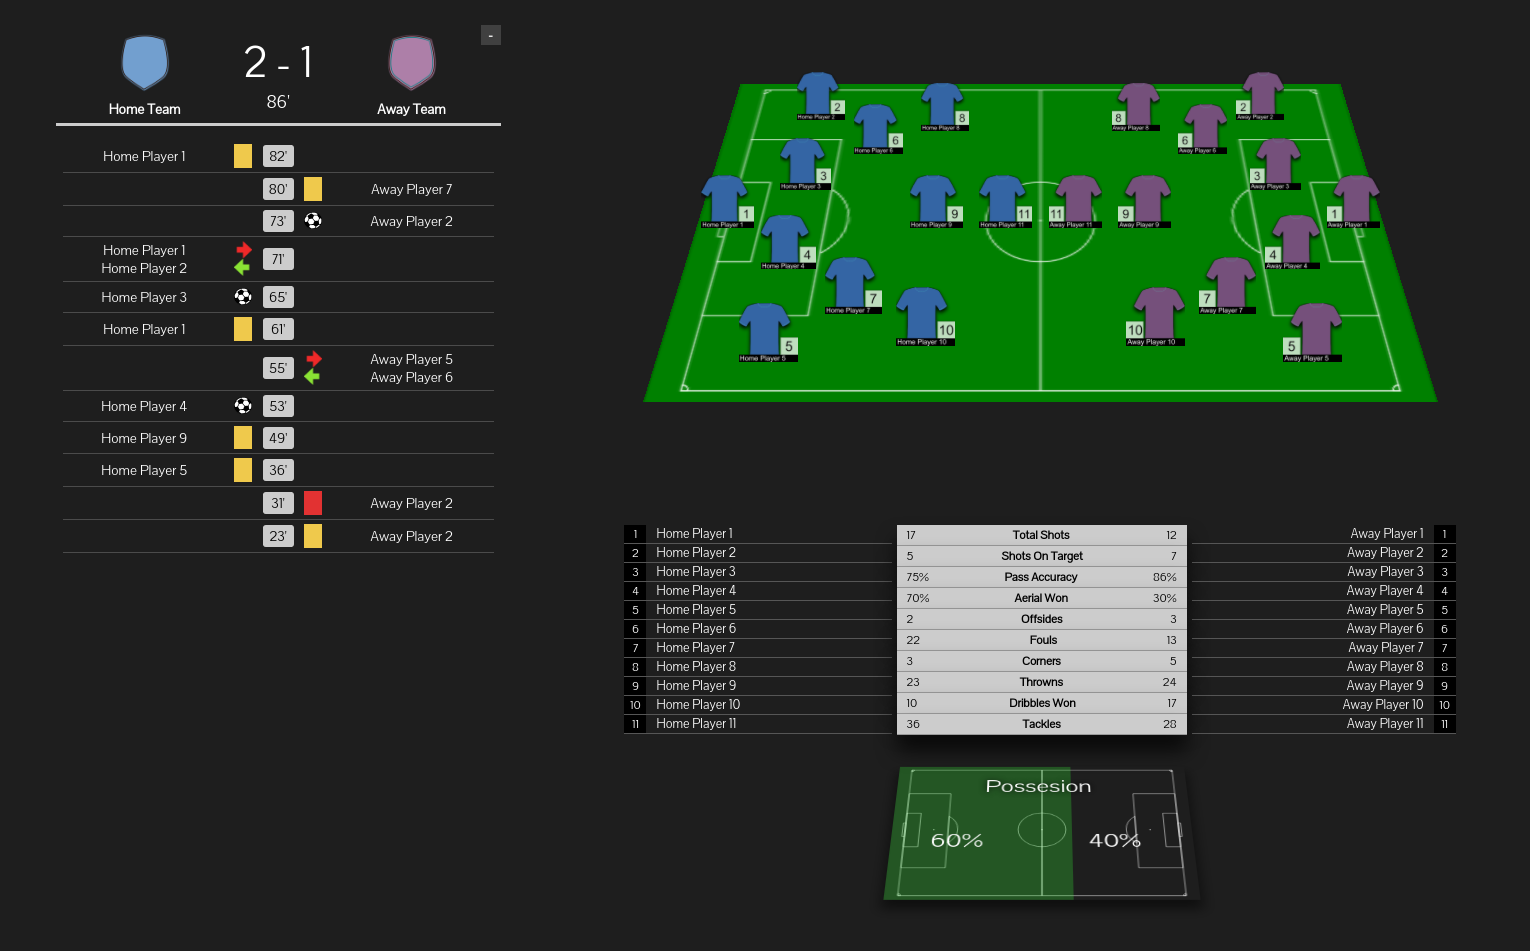 -
2 - 1
86'
Home Team
Away Team
Home Player 1 82'
80' Away Player 7
73' Away Player 2
Home Player 1
Home Player 2
71'
Home Player 3 65'
Home Player 1 61'
55'
Away Player 5
Away Player 6
Home Player 4 53'
Home Player 9 49'
Home Player 5 36'
31' Away Player 2
23' Away Player 2
2
Home Player 2
6
Home Player 6
8
Home Player 8
8
Away Player 8
6
Away Player 6
2
Away Player 2
3
Home Player 3
3
Away Player 3
1
Home Player 1
9
Home Player 9
11
Home Player 11
11
Away Player 11
9
Away Player 9
1
Away Player 1
4
Home Player 4
4
Away Player 4
7
Home Player 7
7
Away Player 7
10
Home Player 10
10
Away Player 10
5
Home Player 5
5
Away Player 5
1 Home Player 1
2 Home Player 2
3 Home Player 3
4 Home Player 4
5 Home Player 5
6 Home Player 6
7 Home Player 7
8 Home Player 8
9 Home Player 9
10 Home Player 10
11 Home Player 11
17 Total Shots 12
5 Shots On Target 7
75% Pass Accuracy 86%
70% Aerial Won 30%
2 Offsides 3
22 Fouls 13
3 Corners 5
23 Throwns 24
10 Dribbles Won 17
36 Tackles 28
Away Player 1 1
Away Player 2 2
Away Player 3 3
Away Player 4 4
Away Player 5 5
Away Player 6 6
Away Player 7 7
Away Player 8 8
Away Player 9 9
Away Player 10 10
Away Player 11 11
Possesion
60% 40%